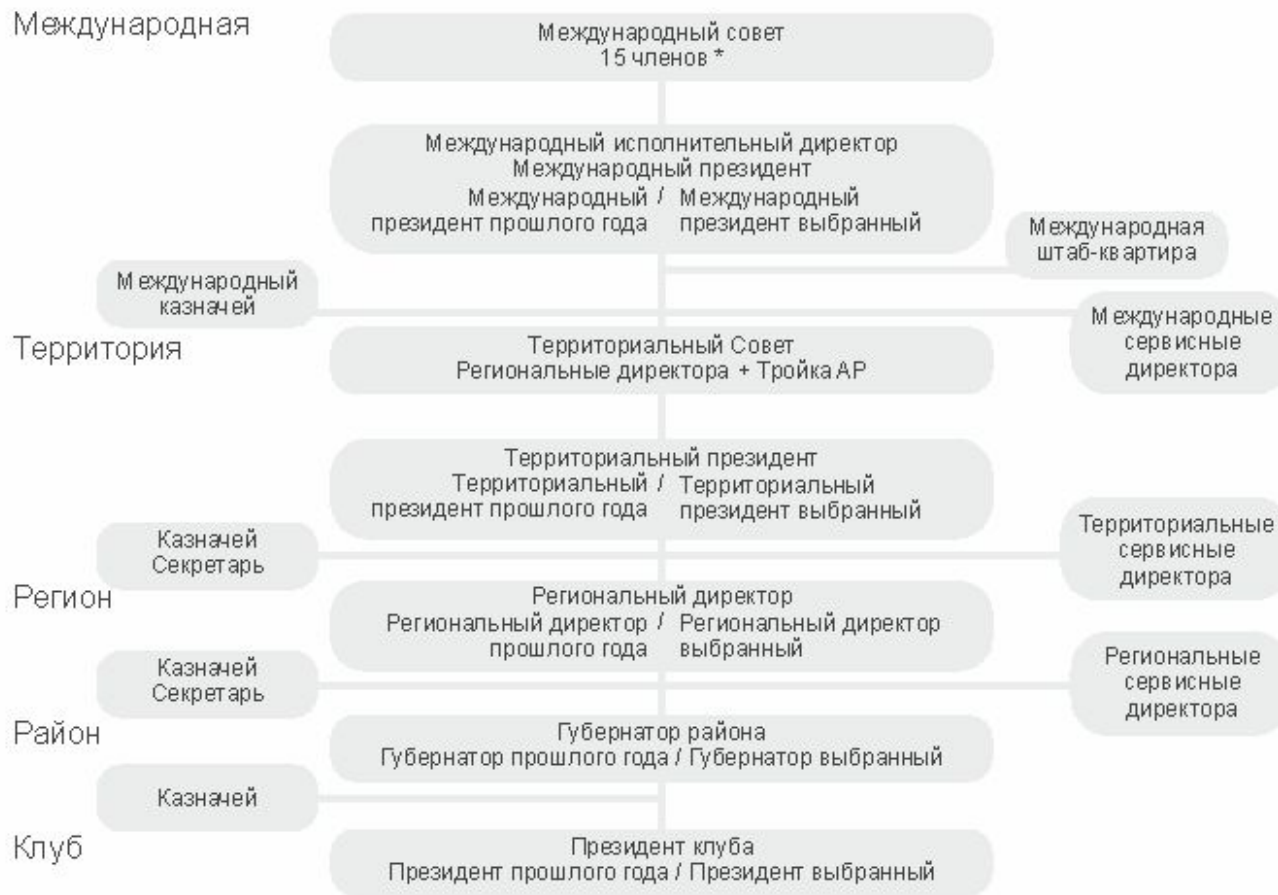 Международная
Международный совет
15 членов *
Международный исполнительный директор
Международный президент
Международный / Международный
президент прошлого года президент выбранный
Международная
штаб-квартира
Международный
казначей
Международные
сервисные
директора
Территория
Территориальный Совет
Региональные директора + Тройка АР
Территориальный президент
Территориальный / Территориальный
президент прошлого года президент выбранный
Казначей
Секретарь
Территориальные
сервисные
директора
Регион
Региональный директор
Региональный директор / Региональный директор
прошлого года выбранный
Казначей
Секретарь
Региональные
сервисные
директора
Район
Губернатор района
Губернатор прошлого года / Губернатор выбранный
Казначей
Клуб
Президент клуба
Президент прошлого года / Президент выбранный